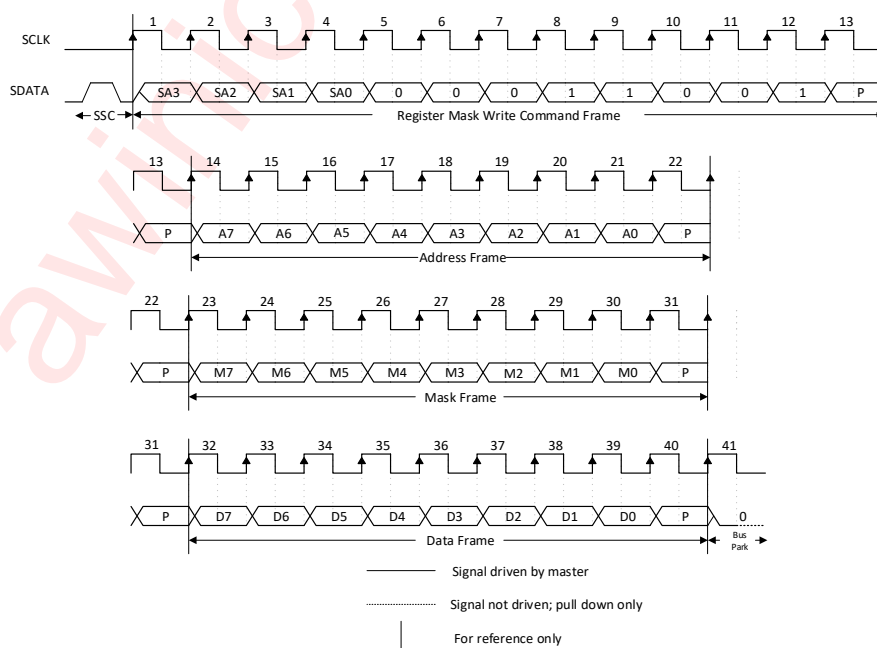 1 2 3 4 5 6 7 8 9 10 11 12 13
SCLK
SDATA SA3 SA2 SA1 SA0 0 0 0 1 1 0 0 1 P
SSC Register Mask Write Command Frame
13 14 15 16 17 18 19 20 21 22
P A7 A6 A5 A4 A3 A2 A1 A0 P
Address Frame
22 23 24 25 26 27 28 29 30 31
P M7 M6 M5 M4 M3 M2 M1 M0 P
Mask Frame
31 32 33 34 35 36 37 38 39 40 41
P D7 D6 D5 D4 D3 D2 D1 D0 P 0
Data Frame
Bus
Park
Signal driven by master
Signal not driven; pull down only
For reference only
awinic